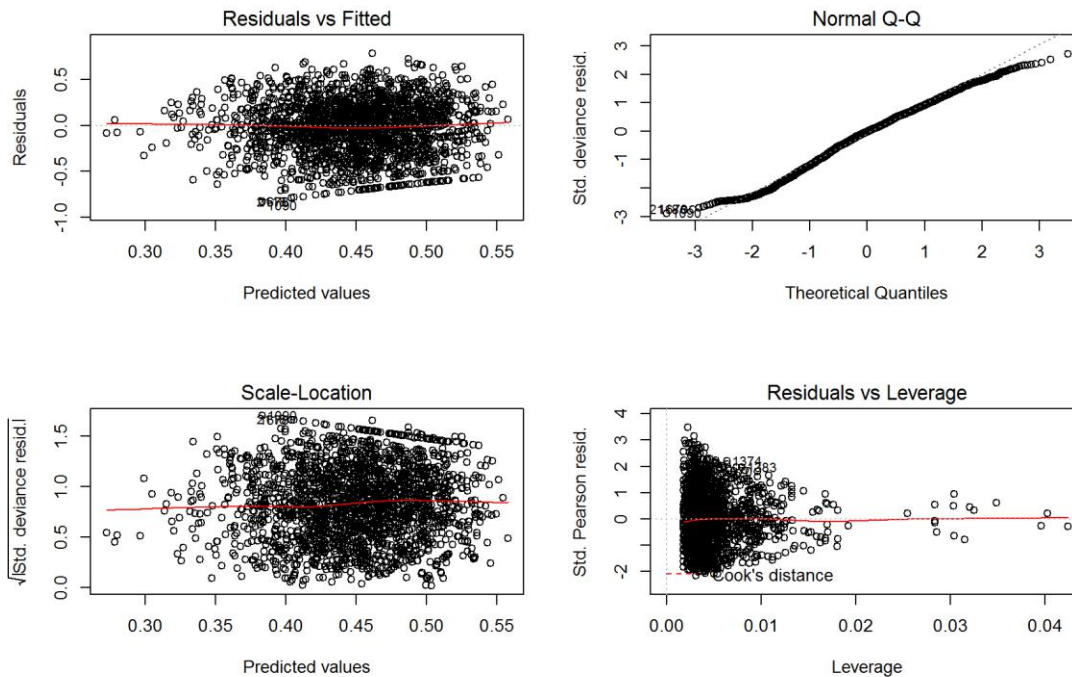 Residuals vs Fitted
Residuals
0.5
0.0
-0.5
-1.0
0.30 0.35 0.40 0.45 0.50 0.55
Predicted values
Normal Q-Q
Std. deviance resid.
3
2
1
0
-1
-3
-3 -2 -1 0 1 2 3
Theoretical Quantiles
Scale-Location
√|Std. deviance resid.|
1.5
1.0
0.5
0.0
0.30 0.35 0.40 0.45 0.50 0.55
Predicted values
Residuals vs Leverage
Std. Pearson resid.
4
3
2
1
0
-2
1374
Cook's distance
0.00 0.01 0.02 0.03 0.04
Leverage